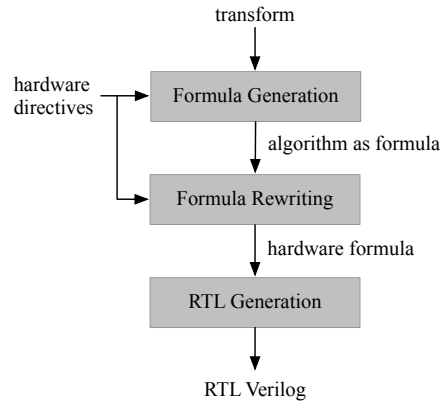 transform
hardware
directives
Formula Generation
algorithm as formula
Formula Rewriting
hardware formula
RTL Generation
RTL Verilog